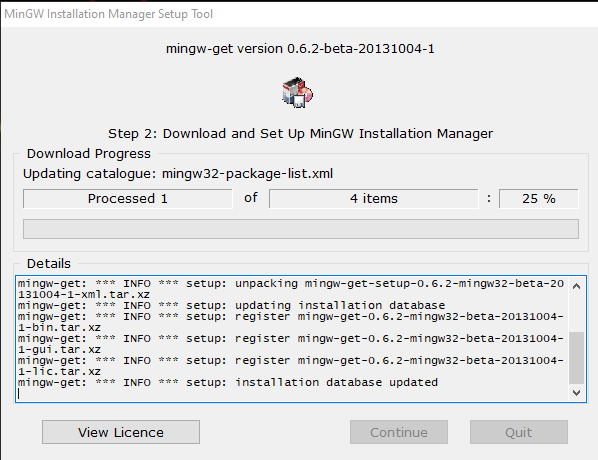 MinGW Installation Manager Setup Tool
mingw-get version 0.6.2-beta-20131004-1
Step 2: Download and Set Up MinGW Installation Manager
Download Progress
Updating catalogue: mingw32-package-list.xml
Processed 1 of 4 items : 25 %
Details
mingw-get: *** INFO *** setup: unpacking mingw-get-setup-0.6.2-mingw32-beta-20
131004-1-xml.tar.xz
mingw-get: *** INFO *** setup: updating installation database
mingw-get: *** INFO *** setup: register mingw-get-0.6.2-mingw32-beta-20131004-
1-bin.tar.xz
mingw-get: *** INFO *** setup: register mingw-get-0.6.2-mingw32-beta-20131004-
1-gui.tar.xz
mingw-get: *** INFO *** setup: register mingw-get-0.6.2-mingw32-beta-20131004-
1-lic.tar.xz
mingw-get: *** INFO *** setup: installation database updated
View Licence Continue Quit